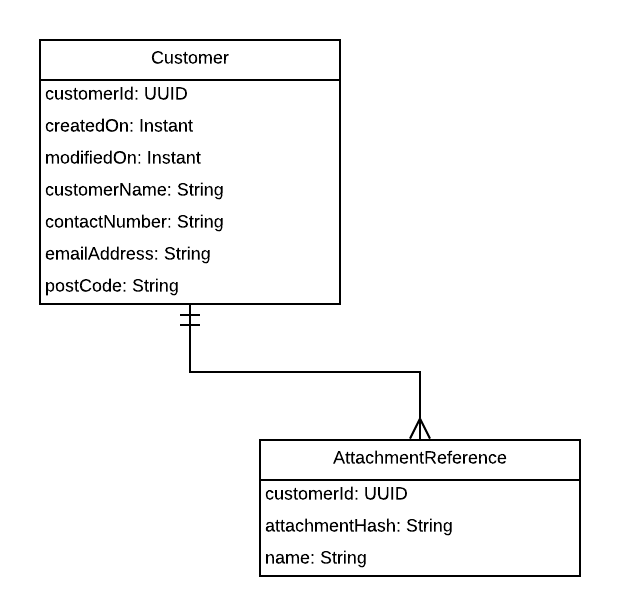 Customer
customerId: UUID
createdOn: Instant
modifiedOn: Instant
customerName: String
contactNumber: String
emailAddress: String
postCode: String
AttachmentReference
customerId: UUID
attachmentHash: String
name: String